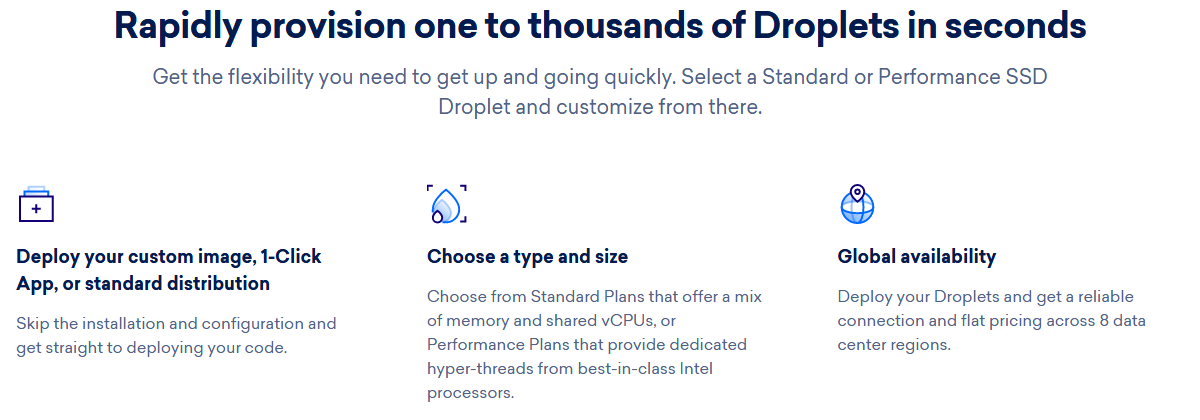 Rapidly provision one to thousands of Droplets in seconds
Get the flexibility you need to get up and going quickly. Select a Standard or Performance SSD
Droplet and customize from there.
Deploy your custom image, 1-Click
App, or standard distribution
Skip the installation and configuration and
get straight to deploying your code.
Choose a type and size
Choose from Standard Plans that offer a mix
of memory and shared vCPUs, or
Performance Plans that provide dedicated
hyper-threads from best-in-class Intel
processors.
Global availability
Deploy your Droplets and get a reliable
connection and flat pricing across 8 data
center regions.